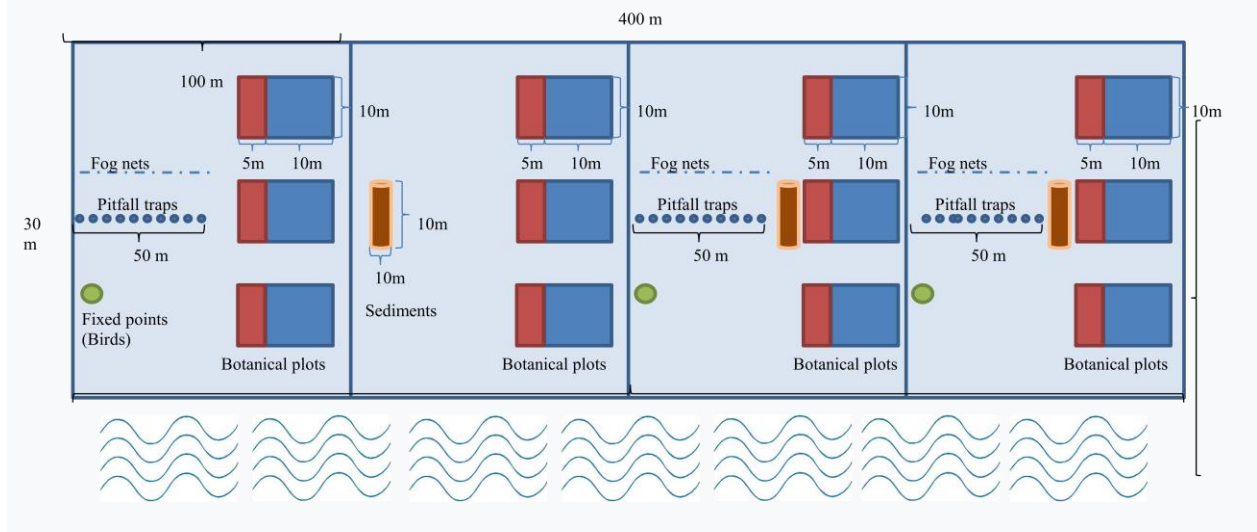 400 m
100 m
10m
10m
10m
10m
5m 10m
5m 10m
5m 10m
5m 10m
Fog nets
Fog nets
Fog nets
Pitfall traps
Pitfall traps
Pitfall traps
30
m
10m
50 m
50 m
50 m
10m
Sediments
Fixed points
(Birds)
Botanical plots
Botanical plots
Botanical plots
Botanical plots